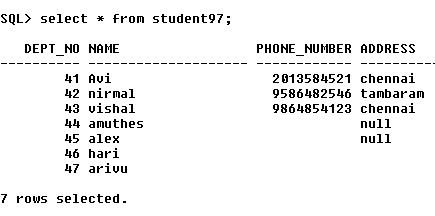 SQL> select * from student97;
DEPT_NO NAME PHONE_NUMBER ADDRESS
---------- -------------------- ------------ ----------
41 Avi 2013584521 chennai
42 nirmal 9586482546 tambaram
43 vishal 9864854123 chennai
44 amuthes null
45 alex null
46 hari
47 arivu
7 rows selected.